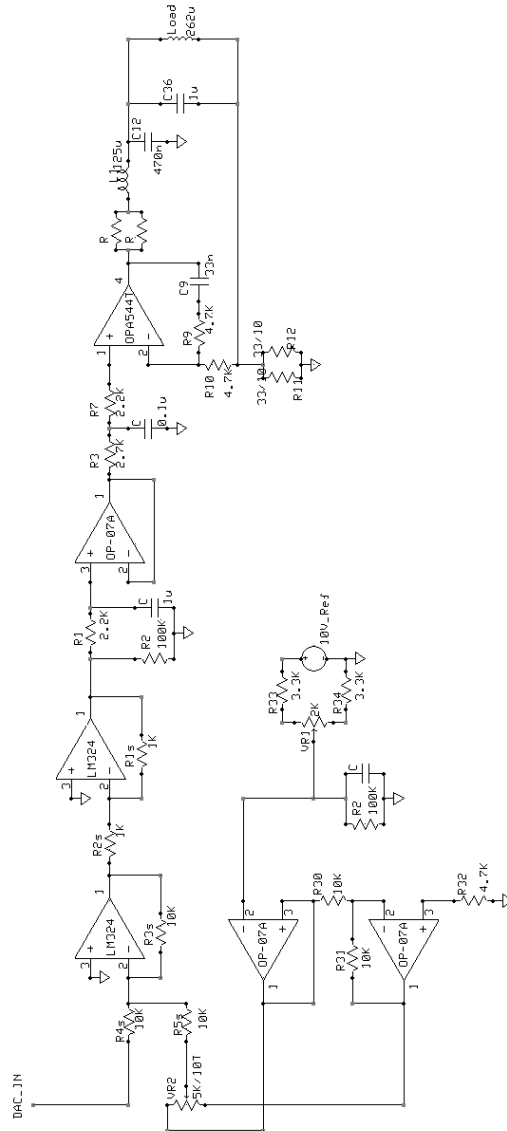 DAC_IN
R4s
10K
VR2
5K/10T
R5s
10K
3
+
2
-
LM324
1
R3s
10K
R2s
1K
3
+
2
-
LM324
1
R1s
1K
R1
2.2K
R2
100K
C
1u
3
+
2
-
OP-07A
1
R3
2.7K
C
0.1u
R7
2.2K
1
+
2
-
OPA544T
4
R9
4.7K
C9
33n
R10
4.7K
33/10
R11
33/10
R12
R
R
L1
125u
C12
470n
C36
1u
Load
262u
2
-
3
+
OP-07A
1
R30
10K
R31
10K
2
-
3
+
OP-07A
1
R32
4.7K
R2
100K
C
VR1
2K
R33
3.3K
R34
3.3K
10V_Ref